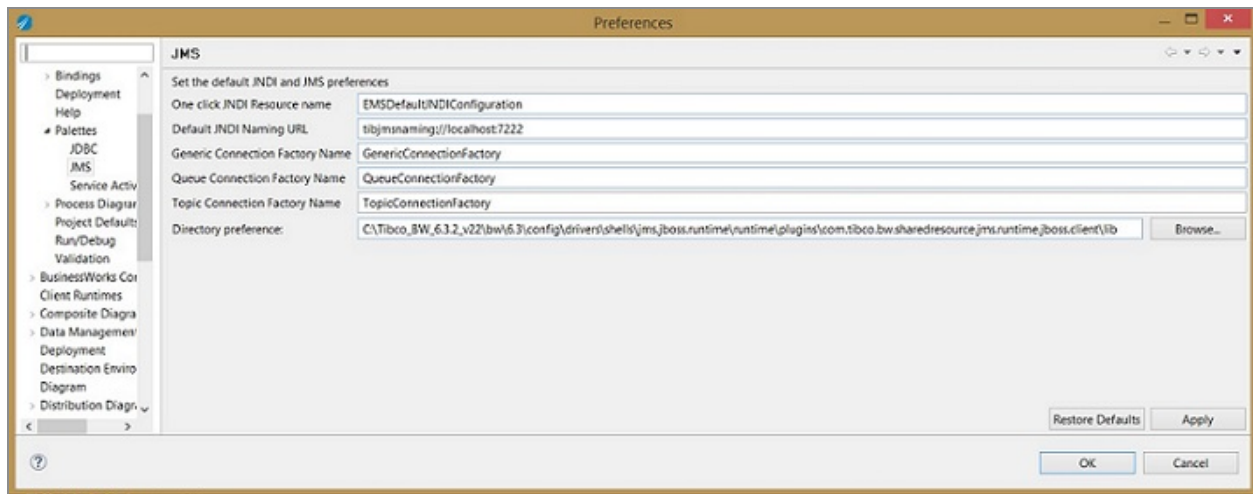 Preferences
JMS
Set the default JNDI and JMS preferences
One click JNDI Resource name EMSDefaultJNDIConfiguration
Default JNDI Naming URL tibjmsnaming://localhost:7222
Generic Connection Factory Name GenericConnectionFactory
Queue Connection Factory Name QueueConnectionFactory
Topic Connection Factory Name TopicConnectionFactory
Directory preference: C:\Tibco_BW_6.3.2_v22\bw\6.3\config\drivers\shells\jms.jboss.runtime\runtime\plugins\com.tibco.bw.sharedresource.jms.runtime.jboss.client\lib Browse...
Bindings
Deployment
Help
Palettes
JDBC
JMS
Service Activ
Process Diagrar
Project Defaults
Run/Debug
Validation
BusinessWorks Cor
Client Runtimes
Composite Diagra
Data Management
Deployment
Destination Enviro
Diagram
Distribution Diagr
Restore Defaults Apply
OK Cancel